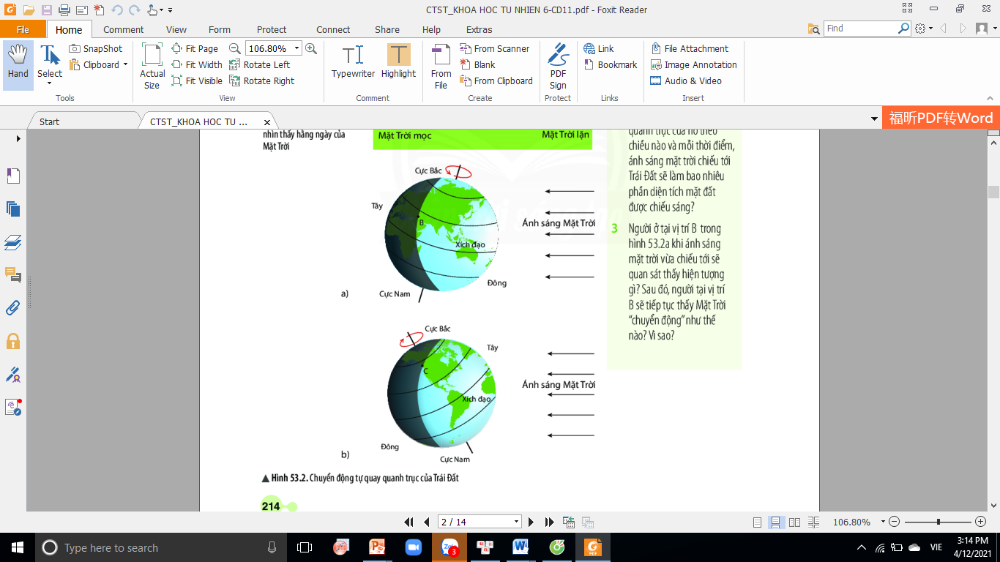 CTST_KHOA HOC TU NHIEN 6-CD11.pdf - Foxit Reader
File
Home
Comment
View
Form
Protect
Connect
Share
Help
Extras
Find
Hand
Select
SnapShot
Clipboard
Tools
Actual
Size
Fit Page
Fit Width
Fit Visible
106.80%
Rotate Left
Rotate Right
View
Typewriter
Highlight
Comment
From
File
From Scanner
Blank
From Clipboard
Create
PDF
Sign
Protect
Link
Bookmark
Links
File Attachment
Image Annotation
Audio & Video
Insert
Start
CTST_KHOA HOC TU ...
福昕PDF转Word
nhìn thấy hằng ngày của
Mặt Trời
Mặt Trời mọc
Mặt Trời lặn
quanh trục của nó theo
chiều nào và mỗi thời điểm,
ánh sáng mặt trời chiếu tới
Trái Đất sẽ làm bao nhiêu
phần diện tích mặt đất
được chiếu sáng?
3 Người ở tại vị trí B trong
hình 53.2a khi ánh sáng
mặt trời vừa chiếu tới sẽ
quan sát thấy hiện tượng
gì? Sau đó, người tại vị trí
B sẽ tiếp tục thấy Mặt Trời
“chuyển động” như thế
nào? Vì sao?
Cực Bắc
Tây
B
Ánh sáng Mặt Trời
Xích đạo
Đông
a)
Cực Nam
Cực Bắc
Tây
C
Ánh sáng Mặt Trời
Xích đạo
Đông
b)
Cực Nam
Hình 53.2. Chuyển động tự quay quanh trục của Trái Đất
214
2 / 14
106.80%
Type here to search
3
VIE
3:14 PM
4/12/2021